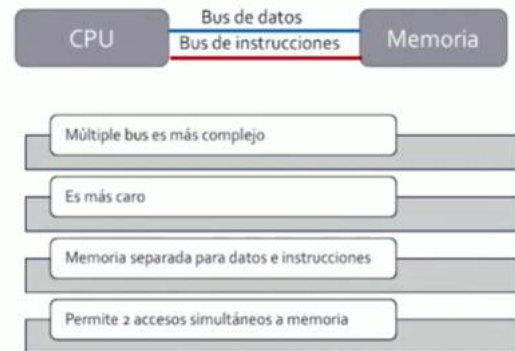 CPU
Bus de datos
Bus de instrucciones
Memoria
Múltiple bus es más complejo
Es más caro
Memoria separada para datos e instrucciones
Permite 2 accesos simultáneos a memoria